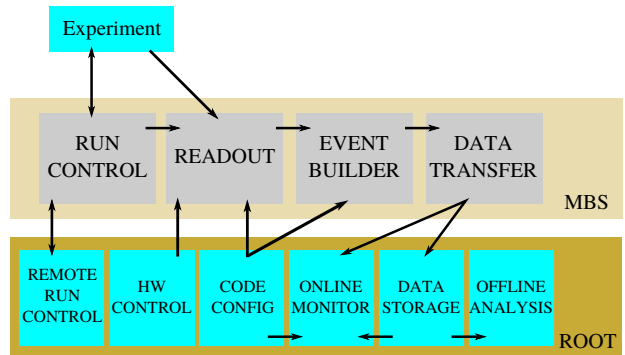 Experiment
RUN
CONTROL
READOUT
EVENT
BUILDER
DATA
TRANSFER
MBS
REMOTE
RUN
CONTROL
HW
CONTROL
CODE
CONFIG
ONLINE
MONITOR
DATA
STORAGE
OFFLINE
ANALYSIS
ROOT